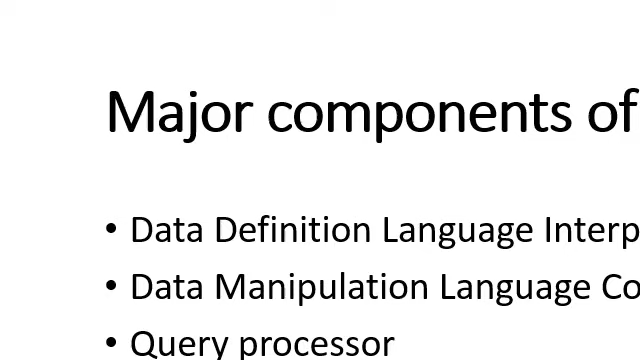 Major components of
• Data Definition Language Interp
• Data Manipulation Language Co
• Query processor